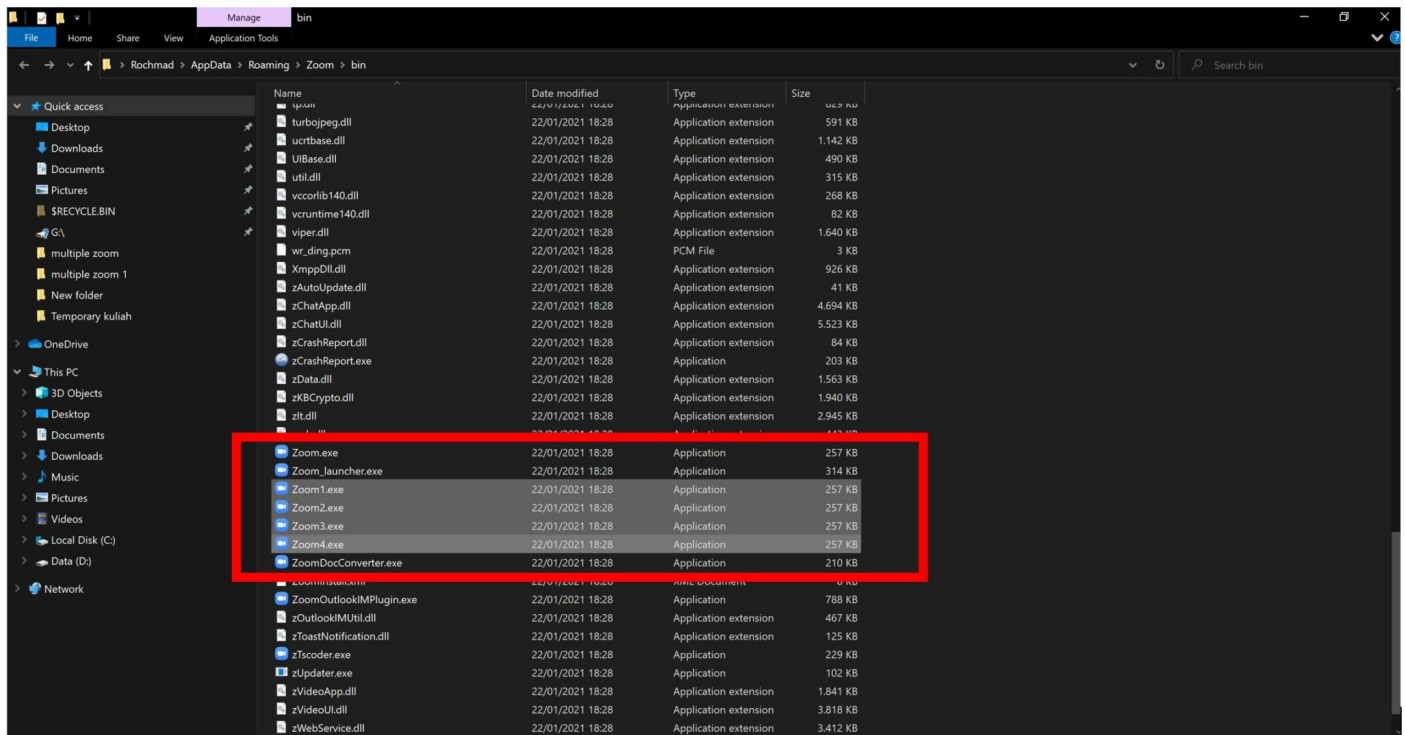 Manage bin
File Home Share View Application Tools
Rochmad > AppData > Roaming > Zoom > bin
Search bin
Name Date modified Type Size
Quick access
Desktop
Downloads
Documents
Pictures
$RECYCLE.BIN
G:\
multiple zoom
multiple zoom 1
New folder
Temporary kuliah
OneDrive
This PC
3D Objects
Desktop
Documents
Downloads
Music
Pictures
Videos
Local Disk (C:)
Data (D:)
Network
turbojpeg.dll 22/01/2021 18:28 Application extension 591 KB
ucrtbase.dll 22/01/2021 18:28 Application extension 1.142 KB
UIBase.dll 22/01/2021 18:28 Application extension 490 KB
util.dll 22/01/2021 18:28 Application extension 315 KB
vccorlib140.dll 22/01/2021 18:28 Application extension 268 KB
vcruntime140.dll 22/01/2021 18:28 Application extension 82 KB
viper.dll 22/01/2021 18:28 Application extension 1.640 KB
wr_ding.pcm 22/01/2021 18:28 PCM File 3 KB
XmppDll.dll 22/01/2021 18:28 Application extension 926 KB
zAutoUpdate.dll 22/01/2021 18:28 Application extension 41 KB
zChatApp.dll 22/01/2021 18:28 Application extension 4.694 KB
zChatUI.dll 22/01/2021 18:28 Application extension 5.523 KB
zCrashReport.dll 22/01/2021 18:28 Application extension 84 KB
zCrashReport.exe 22/01/2021 18:28 Application 203 KB
zData.dll 22/01/2021 18:28 Application extension 1.563 KB
zKBCrypto.dll 22/01/2021 18:28 Application extension 1.940 KB
zlt.dll 22/01/2021 18:28 Application extension 2.945 KB
Zoom.exe 22/01/2021 18:28 Application 257 KB
Zoom_launcher.exe 22/01/2021 18:28 Application 314 KB
Zoom1.exe 22/01/2021 18:28 Application 257 KB
Zoom2.exe 22/01/2021 18:28 Application 257 KB
Zoom3.exe 22/01/2021 18:28 Application 257 KB
Zoom4.exe 22/01/2021 18:28 Application 257 KB
ZoomDocConverter.exe 22/01/2021 18:28 Application 210 KB
ZoomOutlookIMPlugin.exe 22/01/2021 18:28 Application 788 KB
zOutlookIMUtil.dll 22/01/2021 18:28 Application extension 467 KB
zToastNotification.dll 22/01/2021 18:28 Application extension 125 KB
zTscoder.exe 22/01/2021 18:28 Application 229 KB
zUpdater.exe 22/01/2021 18:28 Application 102 KB
zVideoApp.dll 22/01/2021 18:28 Application extension 1.841 KB
zVideoUI.dll 22/01/2021 18:28 Application extension 3.818 KB
zWebService.dll 22/01/2021 18:28 Application extension 3.412 KB